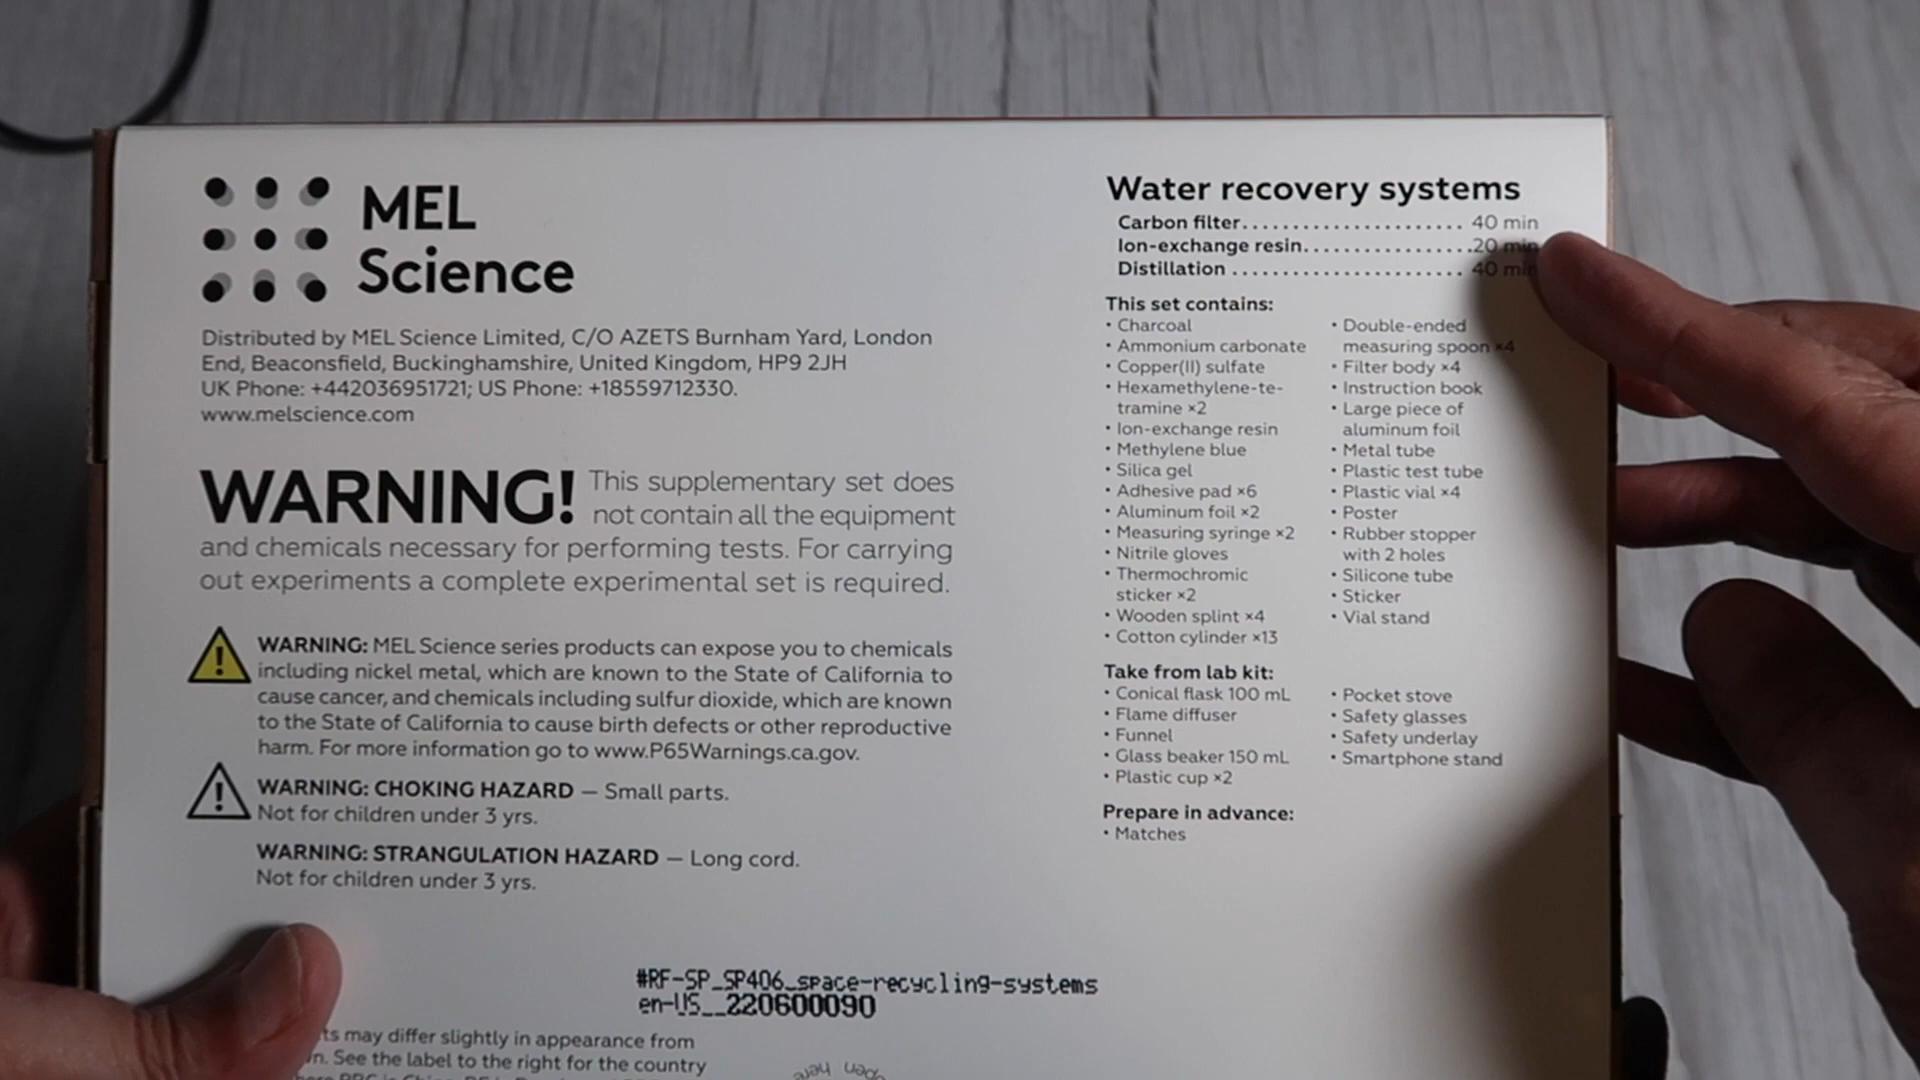 MEL
Science
Distributed by MEL Science Limited, C/O AZETS Burnham Yard, London
End, Beaconsfield, Buckinghamshire, United Kingdom, HP9 2JH
UK Phone: +442036951721; US Phone: +18559712330.
www.melscience.com
WARNING! This supplementary set does
not contain all the equipment
and chemicals necessary for performing tests. For carrying
out experiments a complete experimental set is required.
WARNING: MEL Science series products can expose you to chemicals
including nickel metal, which are known to the State of California to
cause cancer, and chemicals including sulfur dioxide, which are known
to the State of California to cause birth defects or other reproductive
harm. For more information go to www.P65Warnings.ca.gov.
WARNING: CHOKING HAZARD — Small parts.
Not for children under 3 yrs.
WARNING: STRANGULATION HAZARD — Long cord.
Not for children under 3 yrs.
#RF-SP_SP406_space-recycling-systems
en-US__220600090
may differ slightly in appearance from
See the label to the right for the country
open here
Water recovery systems
Carbon filter...................... 40 min
Ion-exchange resin................20 min
Distillation ....................... 40 min
This set contains:
• Charcoal
• Ammonium carbonate
• Copper(II) sulfate
• Hexamethylene-te-
tramine ×2
• Ion-exchange resin
• Methylene blue
• Silica gel
• Adhesive pad ×6
• Aluminum foil ×2
• Measuring syringe ×2
• Nitrile gloves
• Thermochromic
sticker ×2
• Wooden splint ×4
• Cotton cylinder ×13
• Double-ended
measuring spoon ×4
• Filter body ×4
• Instruction book
• Large piece of
aluminum foil
• Metal tube
• Plastic test tube
• Plastic vial ×4
• Poster
• Rubber stopper
with 2 holes
• Silicone tube
• Sticker
• Vial stand
Take from lab kit:
• Conical flask 100 mL
• Flame diffuser
• Funnel
• Glass beaker 150 mL
• Plastic cup ×2
• Pocket stove
• Safety glasses
• Safety underlay
• Smartphone stand
Prepare in advance:
• Matches